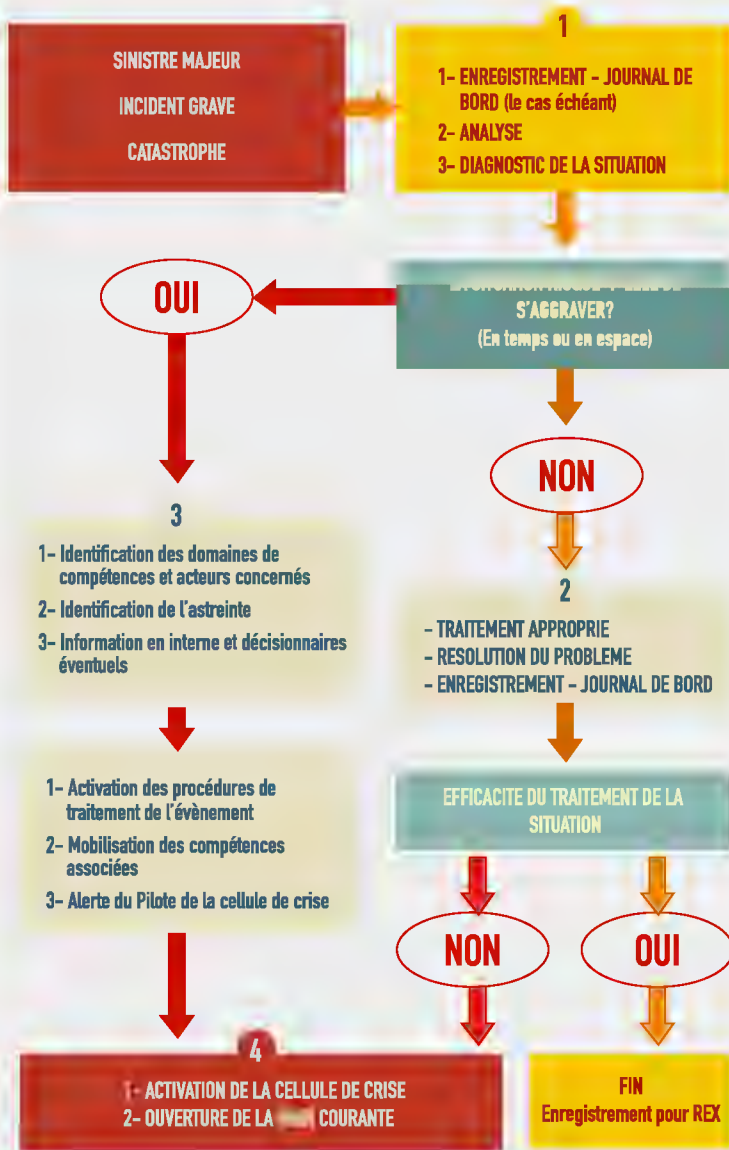 SINISTRE MAJEUR
INCIDENT GRAVE
CATASTROPHE
1
1- ENREGISTREMENT - JOURNAL DE
BORD (le cas échéant)
2- ANALYSE
3- DIAGNOSTIC DE LA SITUATION
S'AGGRAVER?
(En temps ou en espace)
OUI
NON
3
1- Identification des domaines de
compétences et acteurs concernés
2- Identification de l'astreinte
3- Information en interne et décisionnaires
éventuels
2
- TRAITEMENT APPROPRIE
- RESOLUTION DU PROBLEME
- ENREGISTREMENT - JOURNAL DE BORD
1- Activation des procédures de
traitement de l'évènement
2- Mobilisation des compétences
associées
3- Alerte du Pilote de la cellule de crise
EFFICACITE DU TRAITEMENT DE LA
SITUATION
NON
OUI
4
1- ACTIVATION DE LA CELLULE DE CRISE
2- OUVERTURE DE LA COURANTE
FIN
Enregistrement pour REX